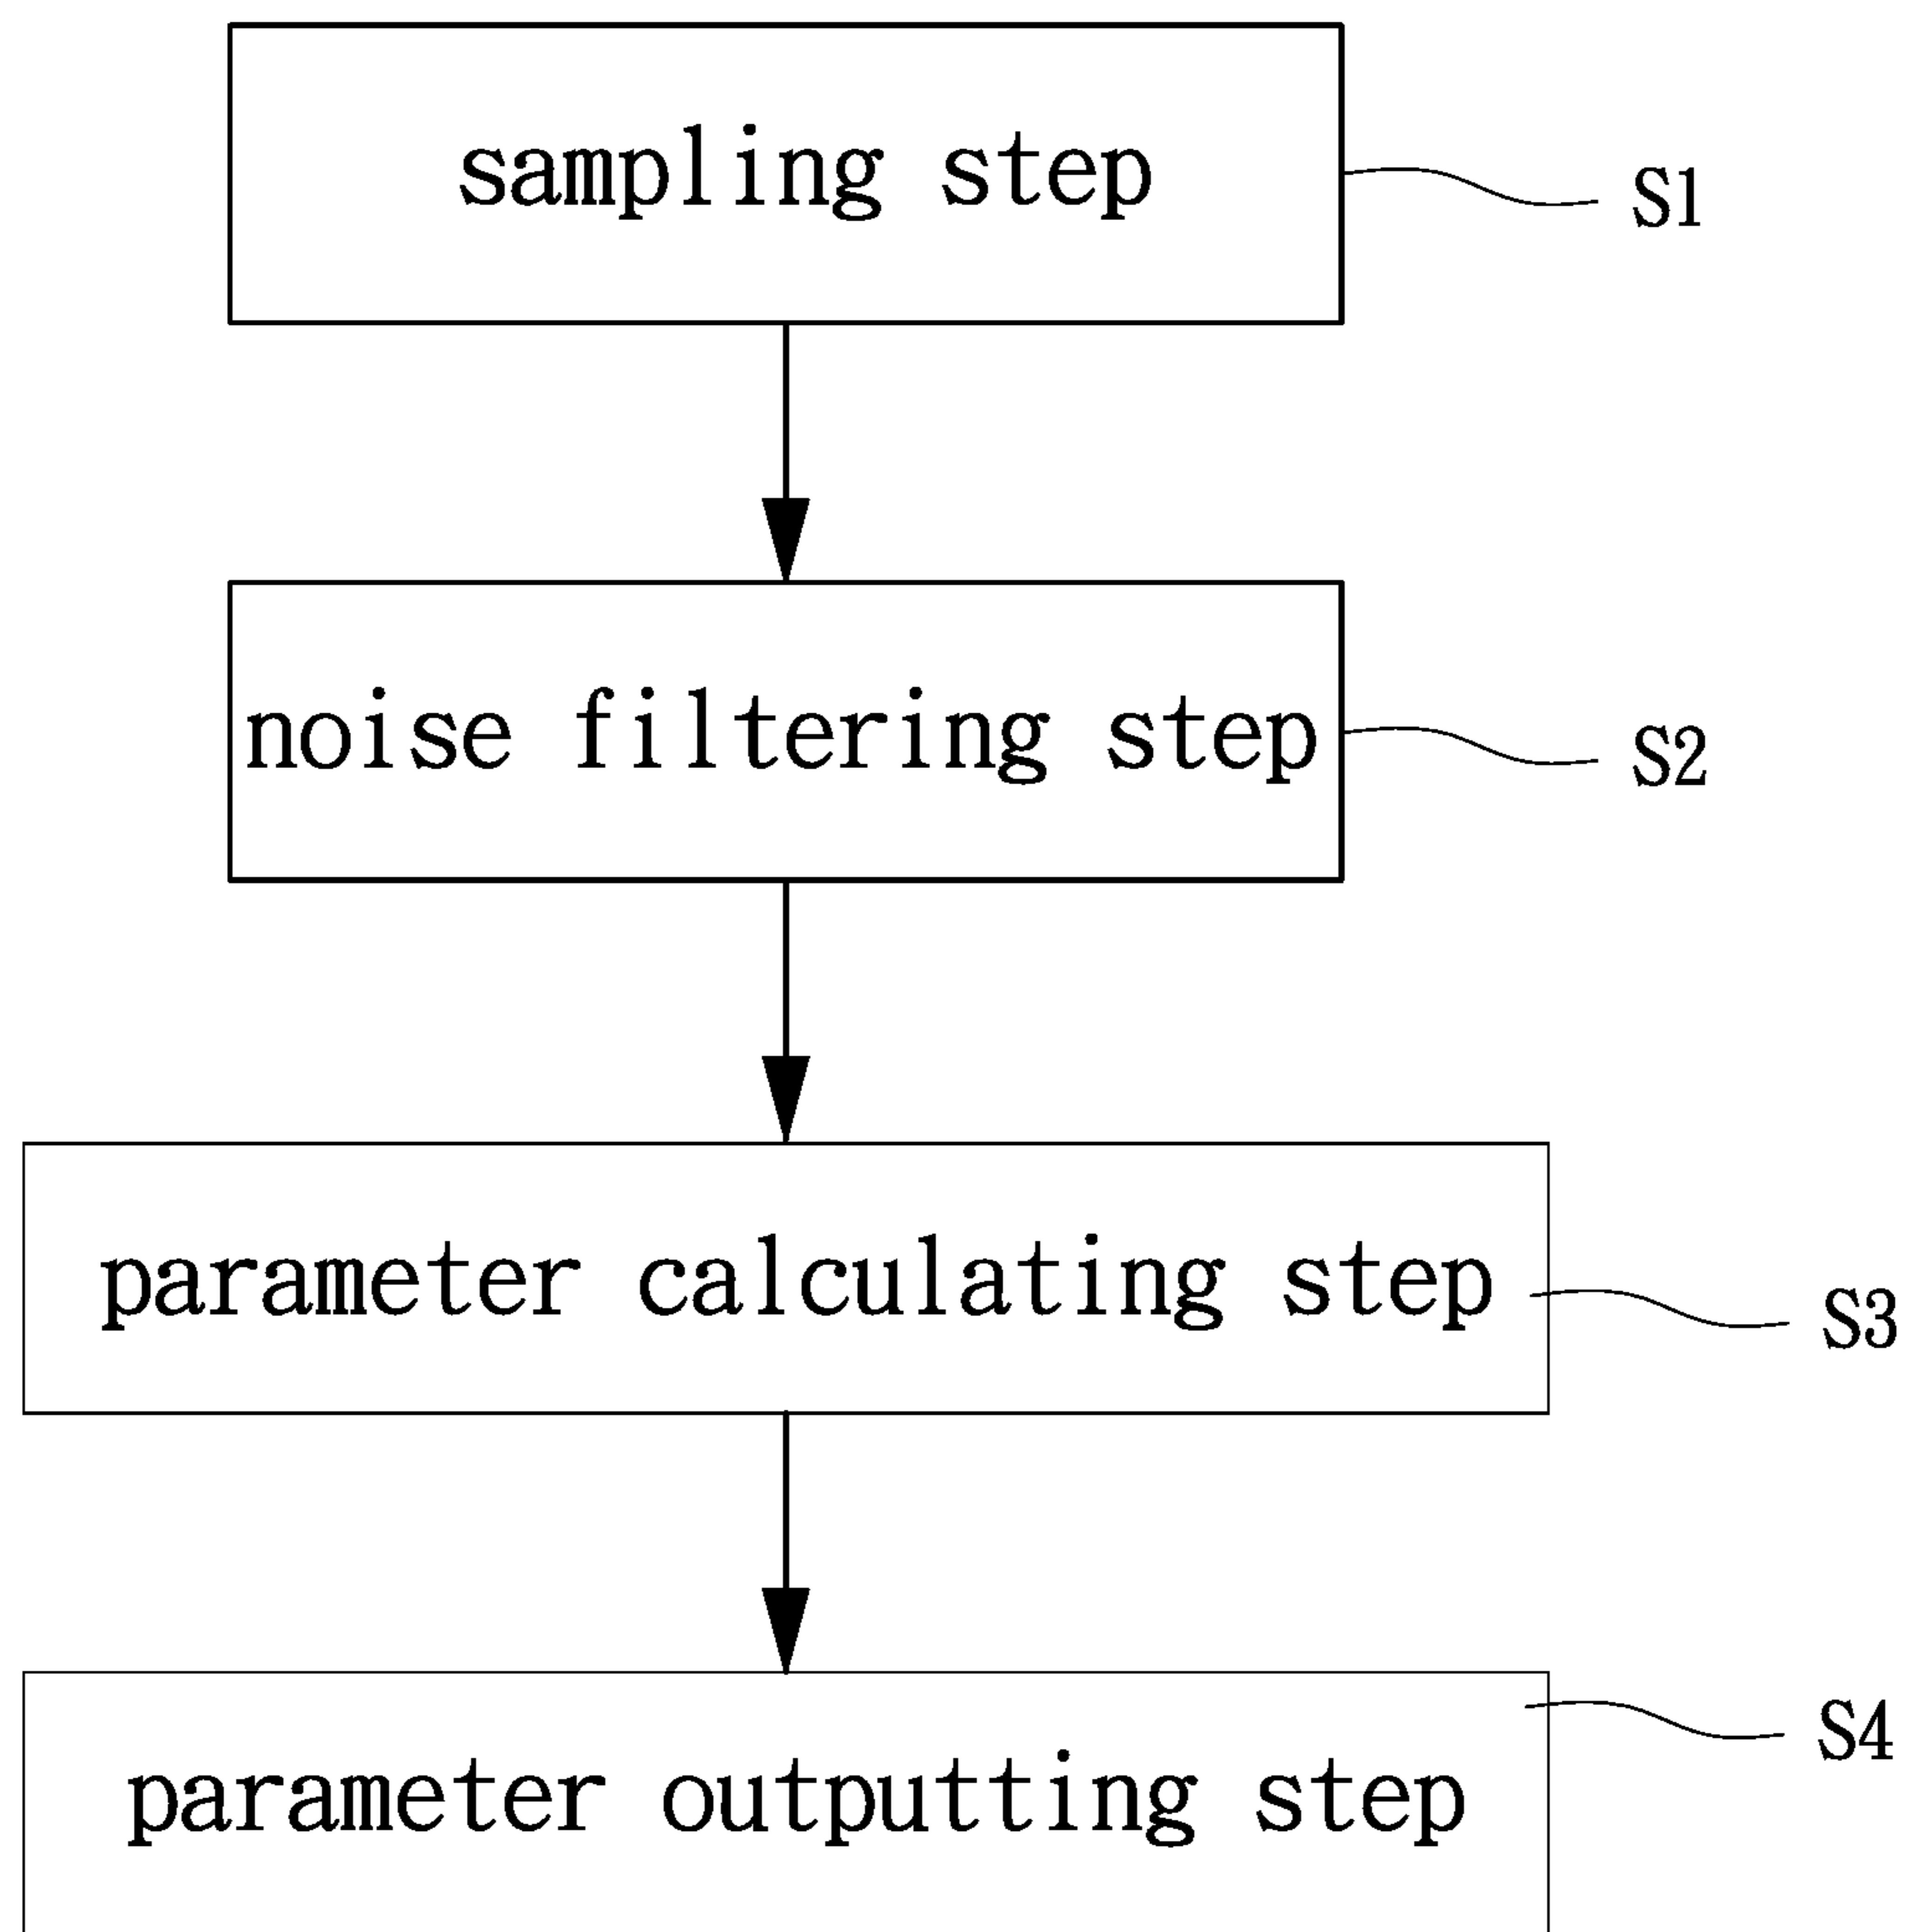 sampling step
S1
noise filtering step
S2
parameter calculating step
S3
S4
parameter outputting step